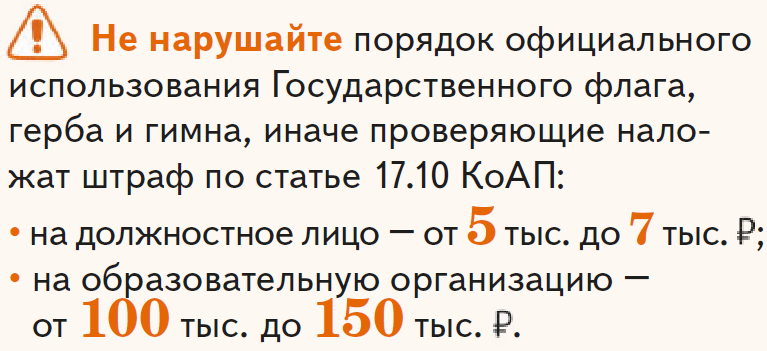 Не нарушайте порядок официального
использования Государственного флага,
герба и гимна, иначе проверяющие нало-
жат штраф по статье 17.10 КоАП:
• на должностное лицо — от 5 тыс. до 7 тыс. ₽;
• на образовательную организацию —
от 100 тыс. до 150 тыс. ₽.